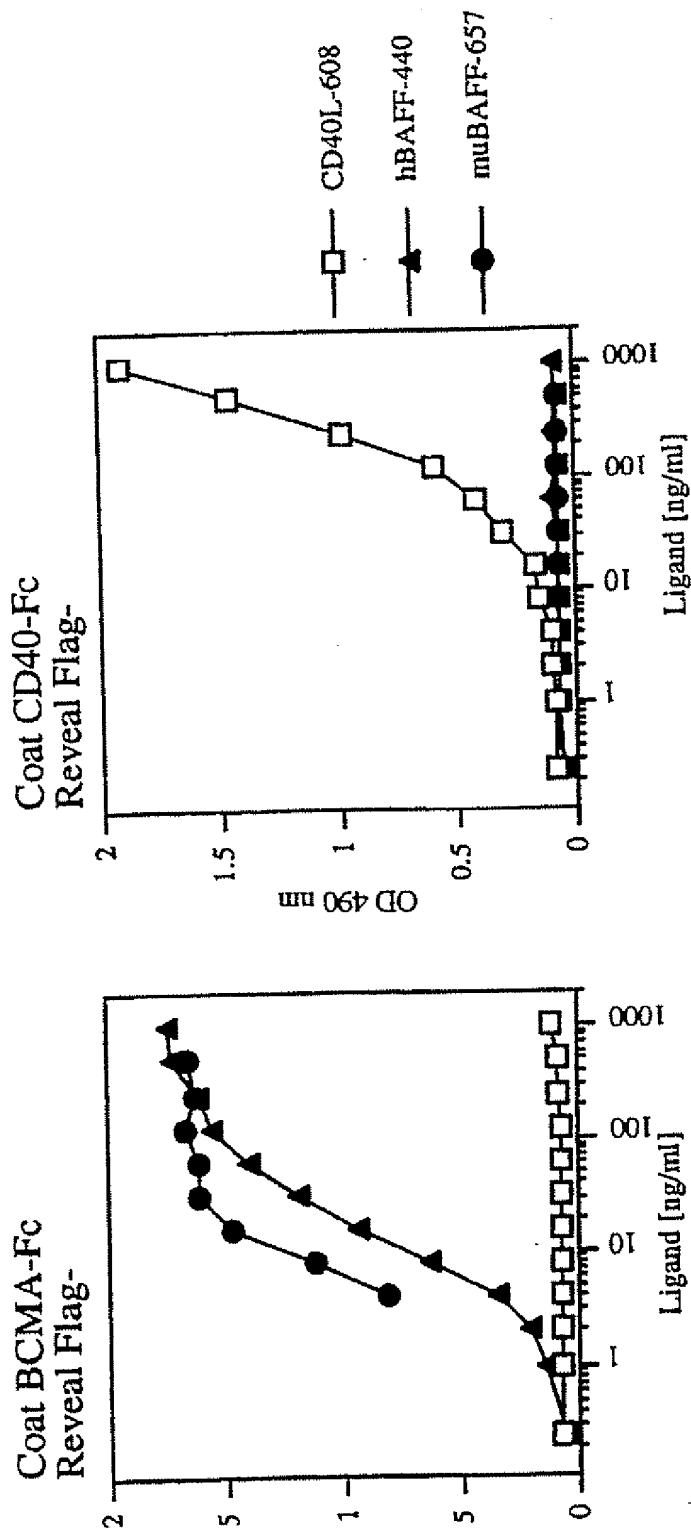 Coat BCMA-Fc
Reveal Flag-
2
5
1
5
0
1
10
100
1000
Ligand [ng/ml]
Coat CD40-Fc
Reveal Flag-
OD 490 nm
2
1.5
1
0.5
0
1
10
100
1000
Ligand [ng/ml]
CD40L-608
hBAFF-440
muBAFF-657